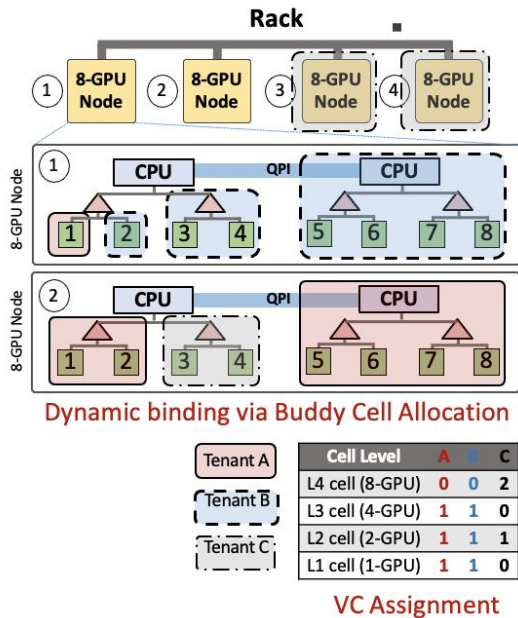 Rack
1 8-GPU Node
2 8-GPU Node
3 8-GPU Node
4 8-GPU Node
8-GPU Node
1
CPU QPI CPU
1 2 3 4 5 6 7 8
8-GPU Node
2
CPU QPI CPU
1 2 3 4 5 6 7 8
Dynamic binding via Buddy Cell Allocation
Tenant A
Tenant B
Tenant C
Cell Level A B C
L4 cell (8-GPU) 0 0 2
L3 cell (4-GPU) 1 1 0
L2 cell (2-GPU) 1 1 1
L1 cell (1-GPU) 1 1 0
VC Assignment